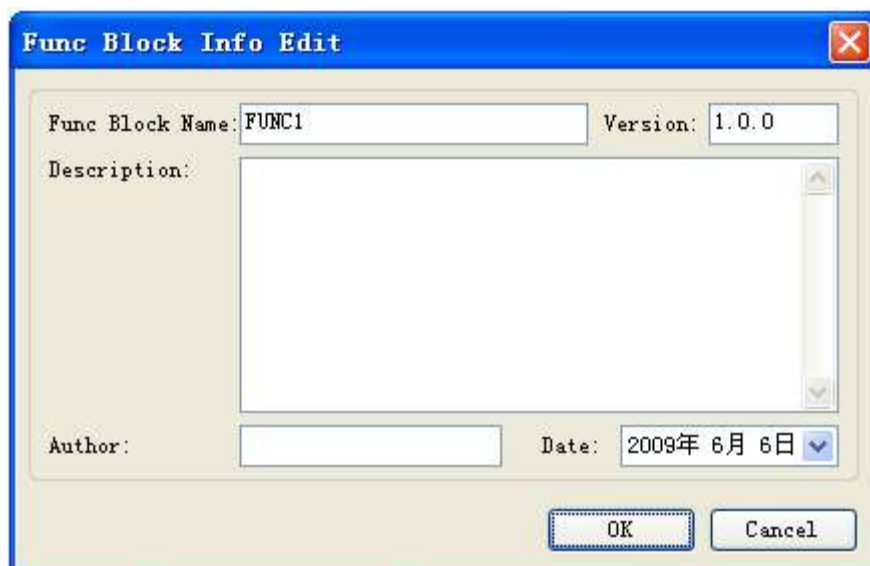 Func Block Info Edit
Func Block Name: FUNC1 Version: 1.0.0
Description:
Author: Date: 2009年 6月 6日
OK Cancel